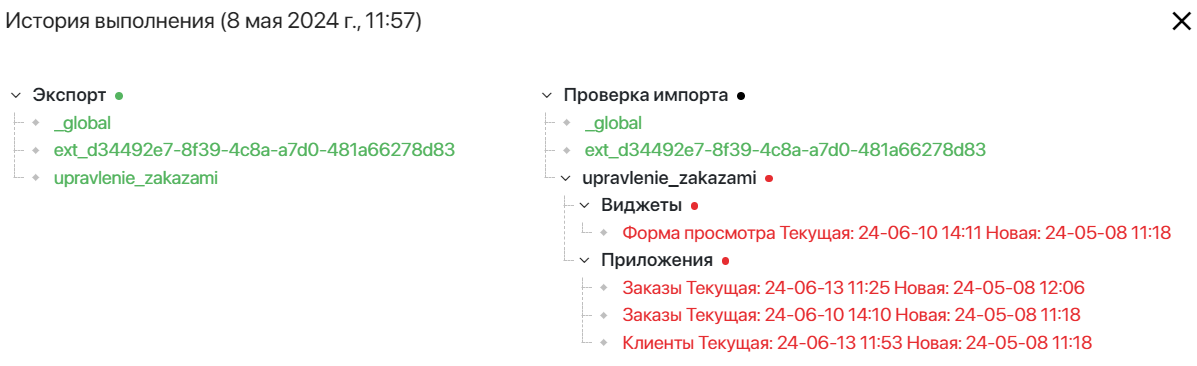 История выполнения (8 мая 2024 г., 11:57)
Экспорт
_global
ext_d34492e7-8f39-4c8a-a7d0-481a66278d83
upravlenie_zakazami
Проверка импорта
_global
ext_d34492e7-8f39-4c8a-a7d0-481a66278d83
upravlenie_zakazami
Виджеты
Форма просмотра Текущая: 24-06-10 14:11 Новая: 24-05-08 11:18
Приложения
Заказы Текущая: 24-06-13 11:25 Новая: 24-05-08 12:06
Заказы Текущая: 24-06-10 14:10 Новая: 24-05-08 11:18
Клиенты Текущая: 24-06-13 11:53 Новая: 24-05-08 11:18